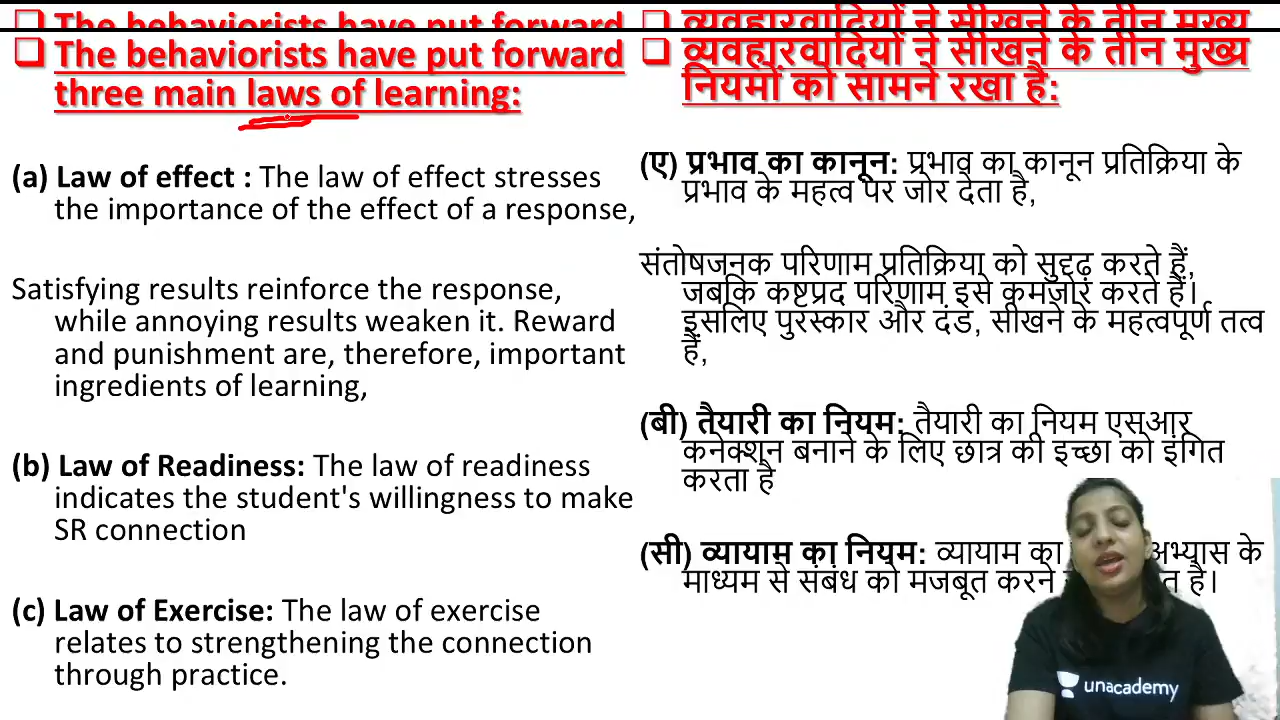 The behaviorists have put forward
three main laws of learning:
(a) Law of effect : The law of effect stresses
the importance of the effect of a response,
Satisfying results reinforce the response,
while annoying results weaken it. Reward
and punishment are, therefore, important
ingredients of learning,
(b) Law of Readiness: The law of readiness
indicates the student's willingness to make
SR connection
(c) Law of Exercise: The law of exercise
relates to strengthening the connection
through practice.
व्यवहारवादियों ने सीखने के तीन मुख्य
नियमों को सामने रखा है:
(ए) प्रभाव का कानून: प्रभाव का कानून प्रतिक्रिया के
प्रभाव के महत्व पर जोर देता है,
संतोषजनक परिणाम प्रतिक्रिया को सुदृढ़ करते हैं,
जबकि कष्टप्रद परिणाम इसे कमजोर करते हैं।
इसलिए पुरस्कार और दंड, सीखने के महत्वपूर्ण तत्व
हैं,
(बी) तैयारी का नियम: तैयारी का नियम एसआर
कनेक्शन बनाने के लिए छात्र की इच्छा को इंगित
करता है
(सी) व्यायाम का नियम: व्यायाम का अभ्यास के
माध्यम से संबंध को मजबूत करने है।
unacademy